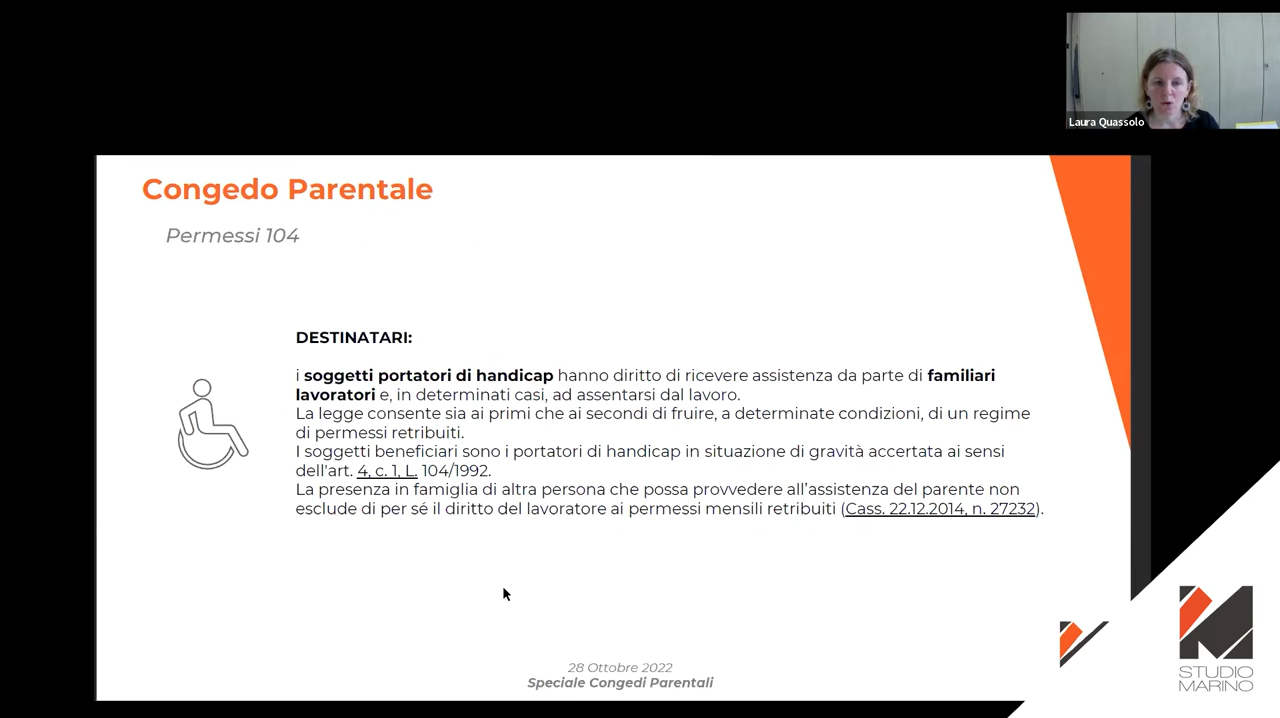 Laura Quassolo
Congedo Parentale
Permessi 104
DESTINATARI:
i soggetti portatori di handicap hanno diritto di ricevere assistenza da parte di familiari
lavoratori e, in determinati casi, ad assentarsi dal lavoro.
La legge consente sia ai primi che ai secondi di fruire, a determinate condizioni, di un regime
di permessi retribuiti.
I soggetti beneficiari sono i portatori di handicap in situazione di gravità accertata ai sensi
dell'art. 4, c. 1, L. 104/1992.
La presenza in famiglia di altra persona che possa provvedere all’assistenza del parente non
esclude di per sé il diritto del lavoratore ai permessi mensili retribuiti (Cass. 22.12.2014, n. 27232).
28 Ottobre 2022
Speciale Congedi Parentali
STUDIO
MARINO